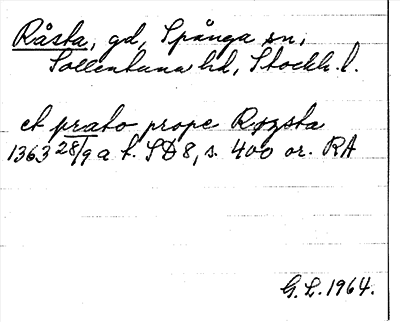 Råsta, gd, Spånga sn,
Sollentuna hd, Stockh. l.
et prato prope Ryzsta
1363 28/9 a t. SD 8, s. 400 or. RA
G. L. 1964.